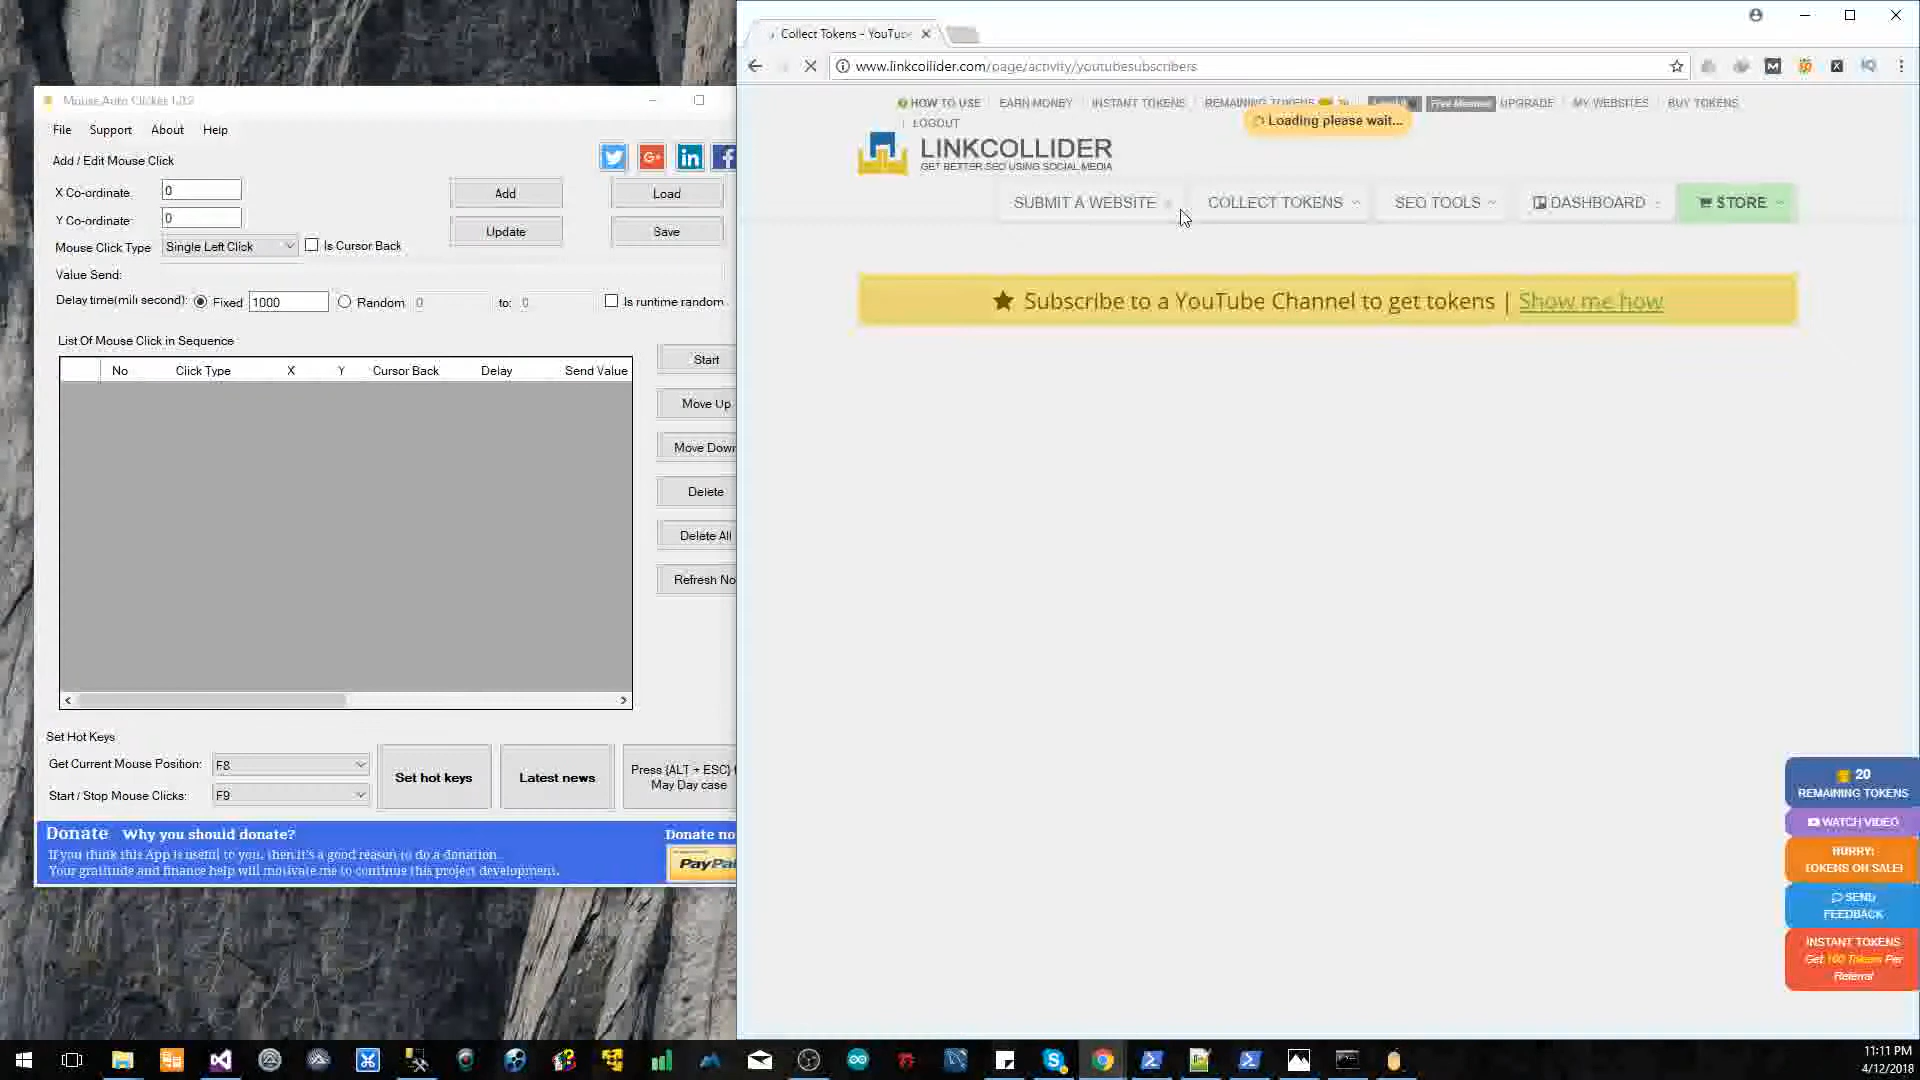 Mouse Auto Clicker 1.0.2
File Support About Help
Add / Edit Mouse Click
X Co-ordinate: 0
Add
Load
Y Co-ordinate: 0
Update
Save
Mouse Click Type Single Left Click Is Cursor Back
Value Send:
Delay time(mili second): Fixed 1000 Random 0 to: 0 Is runtime random
List Of Mouse Click in Sequence
No Click Type X Y Cursor Back Delay Send Value
Start
Move Up
Move Down
Delete
Delete All
Refresh No
Set Hot Keys
Get Current Mouse Position: F8
Start / Stop Mouse Clicks: F9
Set hot keys
Latest news
Press {ALT + ESC}
May Day case
Donate Why you should donate?
Donate no
If you think this App is useful to you, then it's a good reason to do a donation.
Your gratitude and finance help will motivate me to continue this project development.
PayPal
Collect Tokens - YouTube
www.linkcollider.com/page/activity/youtubesubscribers
HOW TO USE EARN MONEY INSTANT TOKENS REMAINING TOKENS Free Member UPGRADE MY WEBSITES BUY TOKENS
LOGOUT
Loading please wait...
LINKCOLLIDER
GET BETTER SEO USING SOCIAL MEDIA
SUBMIT A WEBSITE COLLECT TOKENS SEO TOOLS DASHBOARD STORE
Subscribe to a YouTube Channel to get tokens | Show me how
20
REMAINING TOKENS
WATCH VIDEO
HURRY:
TOKENS ON SALE!
SEND
FEEDBACK
INSTANT TOKENS
Get 100 Tokens Per
Referral
11:11 PM
4/12/2018